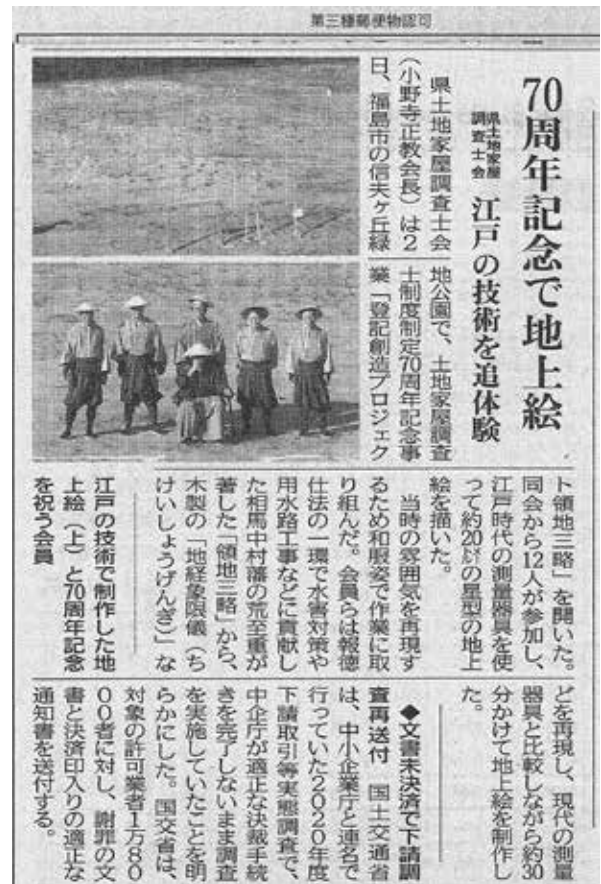 第三種郵便物認可
70周年記念で地上絵
県土地家屋
調査士会
江戸の技術を追体験
県土地家屋調査士会
(小野寺正教会長)は2
日、福島市の信夫ヶ丘緑
地公園で、土地家屋調査
士制度制定70周年記念事
業「登記創造プロジェク
ト領地三略」を開いた。
同会から12人が参加し、
江戸時代の測量器具を使
って約20㍍の星型の地上
絵を描いた。
当時の雰囲気を再現す
るため和服姿で作業に取
り組んだ。会員らは報徳
仕法の一環で水害対策や
用水路工事などに貢献し
た相馬中村藩の荒至重が
著した「領地三略」から、
木製の「地経象限儀(ち
けいしょうげんぎ)」な
どを再現し、現代の測量
器具と比較しながら約30
分かけて地上絵を制作し
た。
江戸の技術で制作した地
上絵(上)と70周年記念
を祝う会員
◆文書未決済で下請調
査再送付 国土交通省
は、中小企業庁と連名で
行っていた2020年度
下請取引等実態調査で、
中企庁が適正な決裁手続
きを完了しないまま調査
を実施していたことを明
らかにした。国交省は、
対象の許可業者1万80
00者に対し、謝罪の文
書と決済印入りの適正な
通知書を送付する。